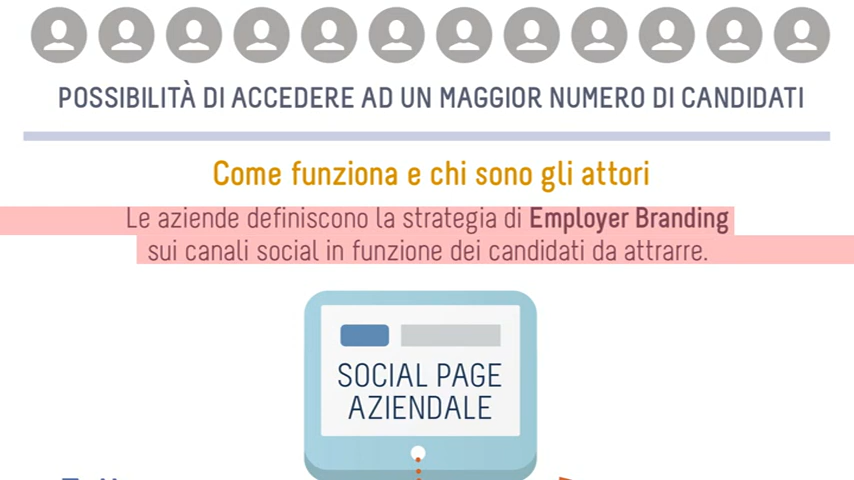 POSSIBILITÀ DI ACCEDERE AD UN MAGGIOR NUMERO DI CANDIDATI
Come funziona e chi sono gli attori
Le aziende definiscono la strategia di Employer Branding
sui canali social in funzione dei candidati da attrarre.
SOCIAL PAGE
AZIENDALE